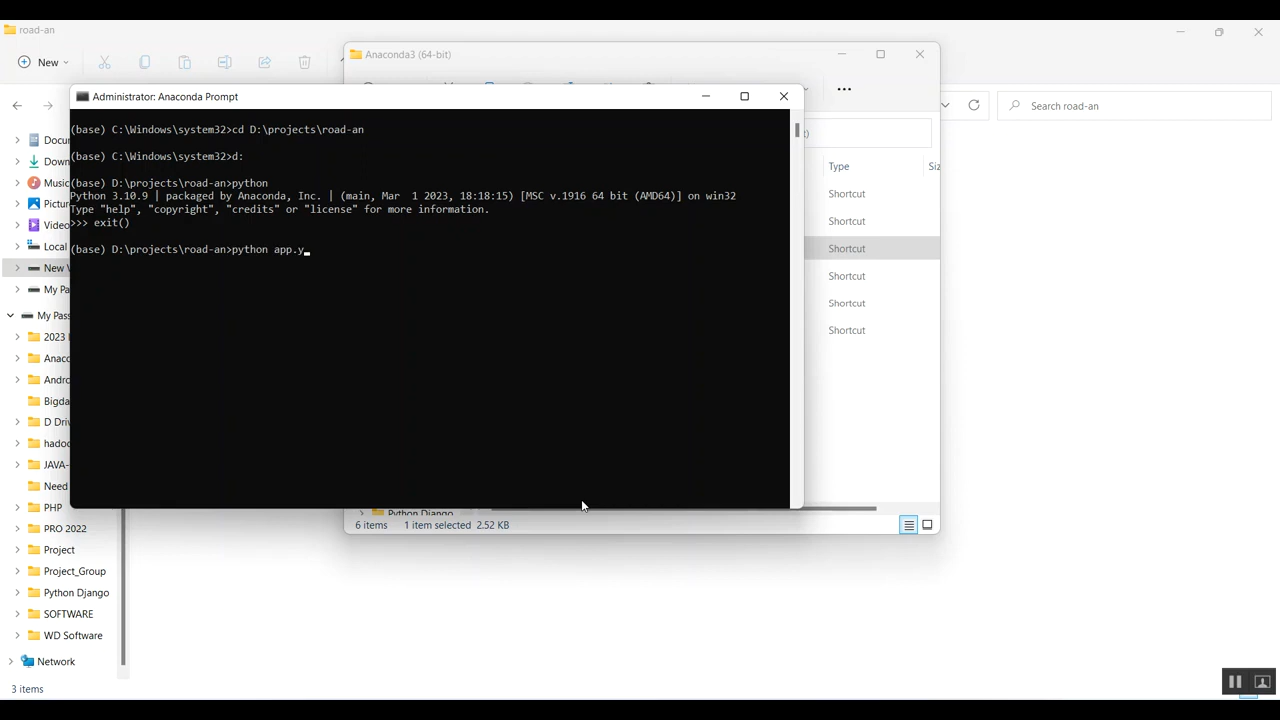 road-an
New
Anaconda3 (64-bit)
Administrator: Anaconda Prompt
Search road-an
(base) C:\Windows\system32>cd D:\projects\road-an
(base) C:\Windows\system32>d:
(base) D:\projects\road-an>python
Python 3.10.9 | packaged by Anaconda, Inc. | (main, Mar  1 2023, 18:18:15) [MSC v.1916 64 bit (AMD64)] on win32
Type "help", "copyright", "credits" or "license" for more information.
>>> exit()
(base) D:\projects\road-an>python app.y
Type
Siz
Shortcut
Shortcut
Shortcut
Shortcut
Shortcut
Shortcut
Docu
Down
Music
Pictur
Video
Local
New V
My Pa
My Pass
2023
Anaco
Andro
Bigda
D Driv
hadoo
JAVA-
Need
PHP
PRO 2022
Project
Project_Group
Python Django
SOFTWARE
WD Software
Network
3 items
Python Django
6 items
1 item selected 2.52 KB